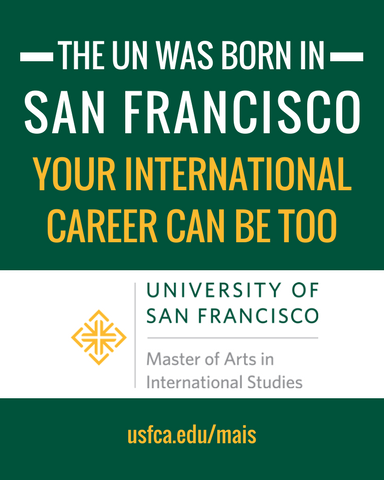 THE UN WAS BORN IN
SAN FRANCISCO
YOUR INTERNATIONAL
CAREER CAN BE TOO
UNIVERSITY OF
SAN FRANCISCO
Master of Arts in
International Studies
usfca.edu/mais